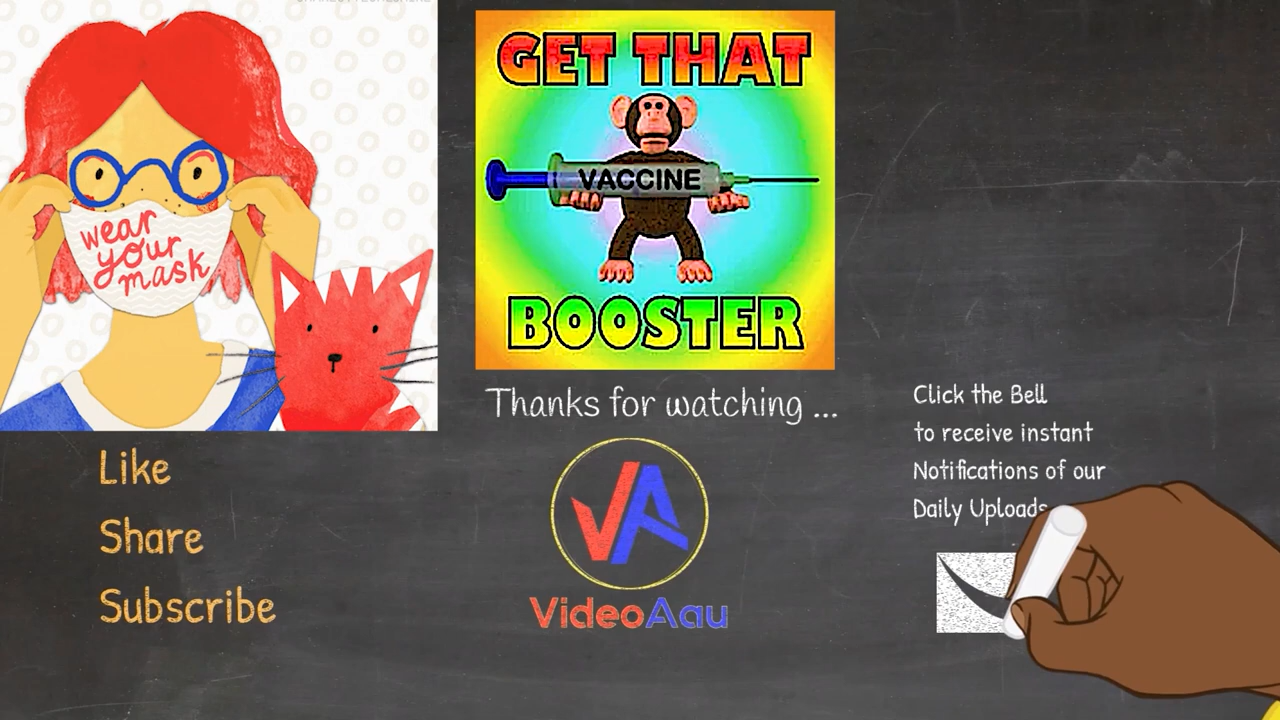 wear
your
mask
GET THAT
VACCINE
BOOSTER
Thanks for watching ...
VA
VideoAau
Like
Share
Subscribe
Click the Bell
to receive instant
Notifications of our
Daily Uploads